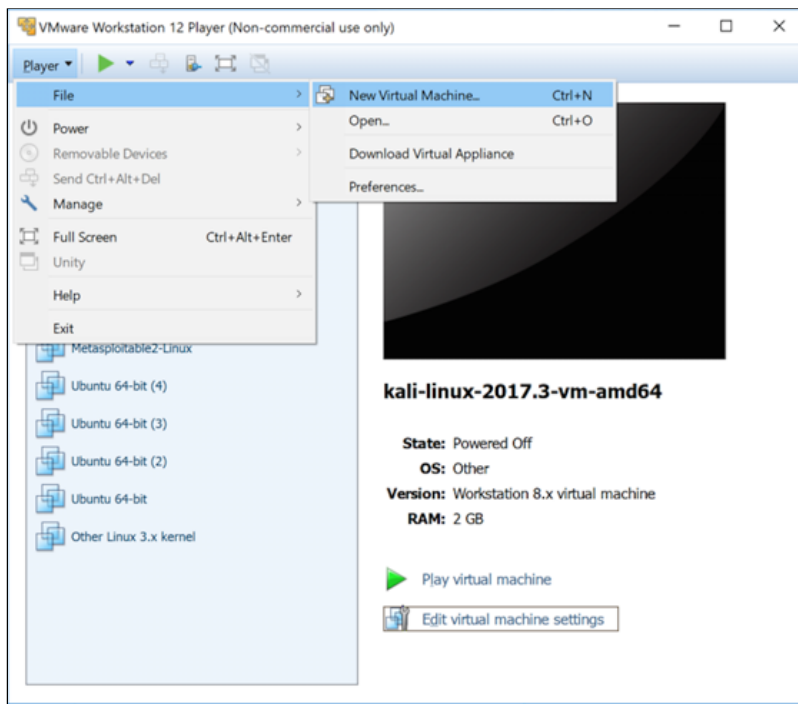 VMware Workstation 12 Player (Non-commercial use only)
Player
File
New Virtual Machine... Ctrl+N
Open... Ctrl+O
Download Virtual Appliance
Preferences...
Power
Removable Devices
Send Ctrl+Alt+Del
Manage
Full Screen Ctrl+Alt+Enter
Unity
Help
Exit
Metasploitable2-Linux
Ubuntu 64-bit (4)
Ubuntu 64-bit (3)
Ubuntu 64-bit (2)
Ubuntu 64-bit
Other Linux 3.x kernel
kali-linux-2017.3-vm-amd64
State: Powered Off
OS: Other
Version: Workstation 8.x virtual machine
RAM: 2 GB
Play virtual machine
Edit virtual machine settings